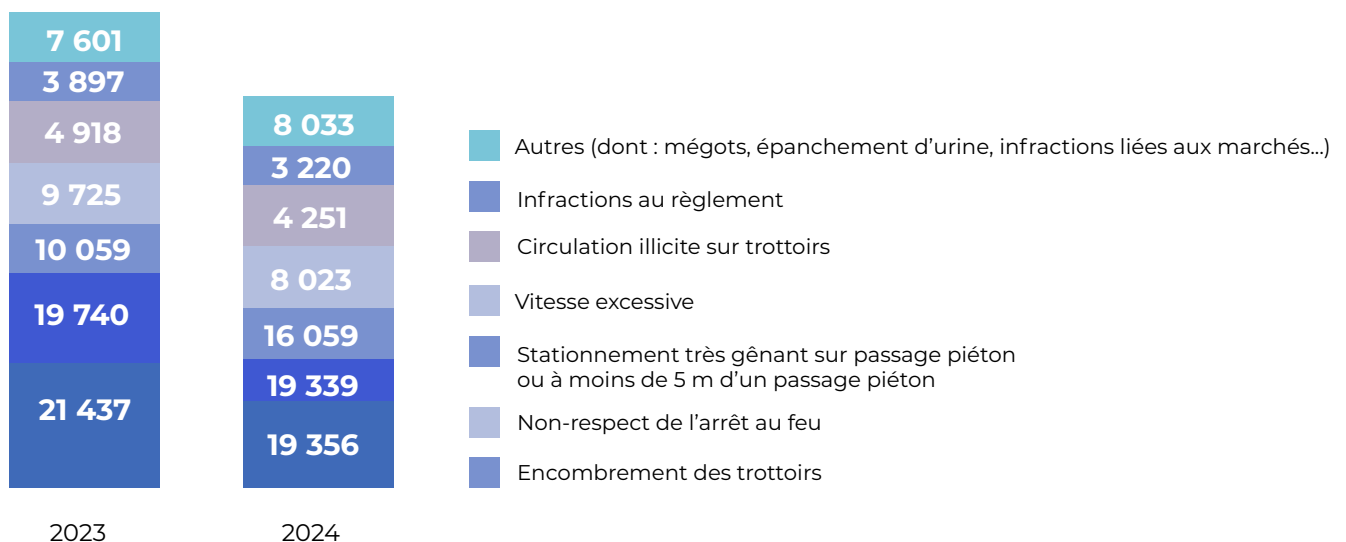 7 601
3 897
4 918
9 725
10 059
19 740
21 437
2023
8 033
3 220
4 251
8 023
16 059
19 339
19 356
2024
Autres (dont : mégots, épanchement d’urine, infractions liées aux marchés...)
Infractions au règlement
Circulation illicite sur trottoirs
Vitesse excessive
Stationnement très gênant sur passage piéton
ou à moins de 5 m d’un passage piéton
Non-respect de l’arrêt au feu
Encombrement des trottoirs